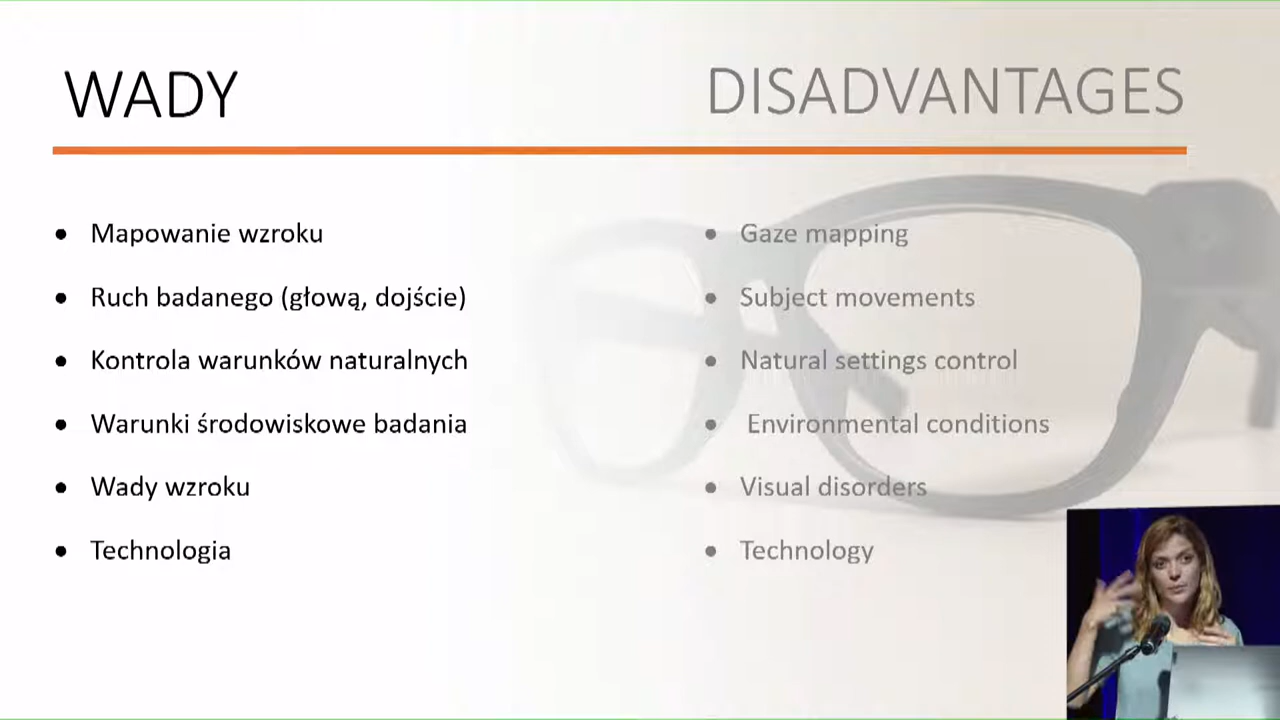 WADY
DISADVANTAGES
Mapowanie wzroku
Ruch badanego (głową, dojście)
Kontrola warunków naturalnych
Warunki środowiskowe badania
Wady wzroku
Technologia
Gaze mapping
Subject movements
Natural settings control
Environmental conditions
Visual disorders
Technology